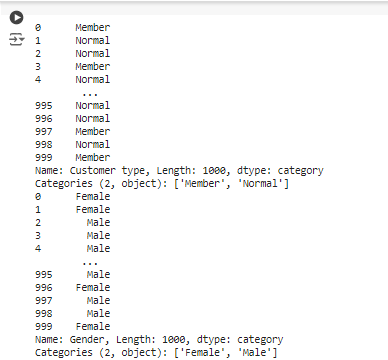 0      Member
1      Normal
2      Normal
3      Member
4      Normal
        ...
995    Normal
996    Normal
997    Member
998    Normal
999    Member
Name: Customer type, Length: 1000, dtype: category
Categories (2, object): ['Member', 'Normal']
0      Female
1      Female
2        Male
3        Male
4        Male
        ...
995      Male
996    Female
997      Male
998      Male
999    Female
Name: Gender, Length: 1000, dtype: category
Categories (2, object): ['Female', 'Male']